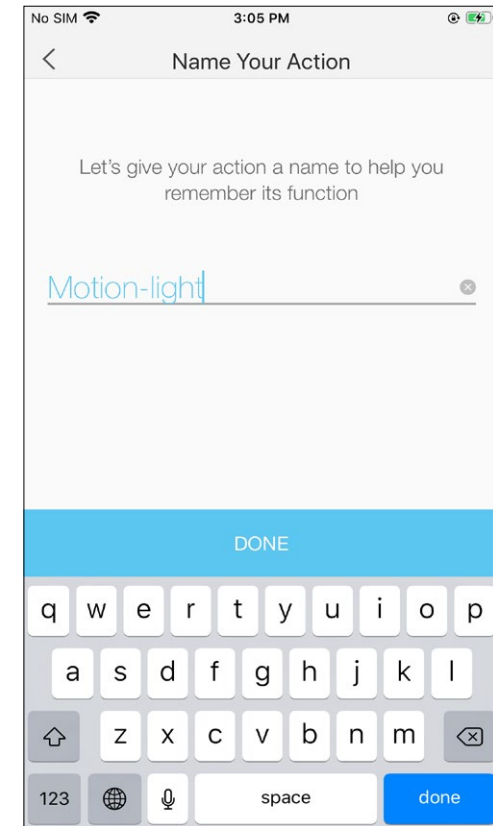 No SIM 3:05 PM
Name Your Action
Let's give your action a name to help you
remember its function
Motion-light
DONE
q w e r t y u i o p
a s d f g h j k l
z x c v b n m
123 space done